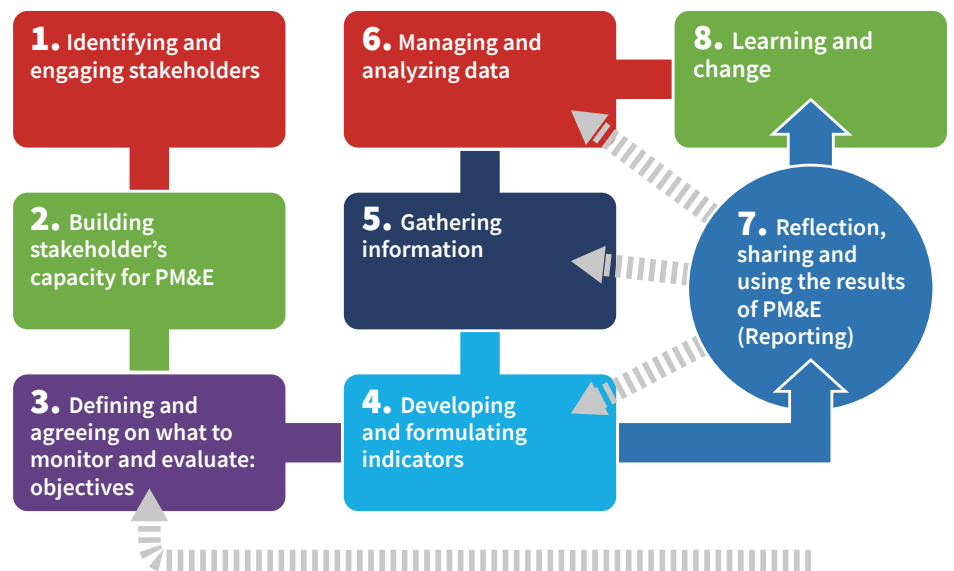 1. Identifying and
engaging stakeholders
2. Building
stakeholder’s
capacity for PM&E
3. Defining and
agreeing on what to
monitor and evaluate:
objectives
4. Developing
and formulating
indicators
5. Gathering
information
6. Managing and
analyzing data
7. Reflection,
sharing and
using the results
of PM&E
(Reporting)
8. Learning and
change